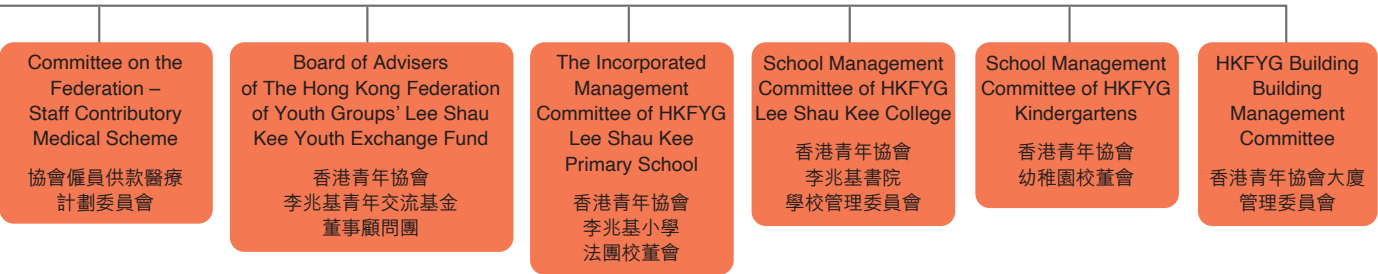 Committee on the
Federation –
Staff Contributory
Medical Scheme
協會僱員供款醫療
計劃委員會
Board of Advisers
of The Hong Kong Federation
of Youth Groups' Lee Shau
Kee Youth Exchange Fund
香港青年協會
李兆基青年交流基金
董事顧問團
The Incorporated
Management
Committee of HKFYG
Lee Shau Kee
Primary School
香港青年協會
李兆基小學
法團校董會
School Management
Committee of HKFYG
Lee Shau Kee College
香港青年協會
李兆基書院
學校管理委員會
School Management
Committee of HKFYG
Kindergartens
香港青年協會
幼稚園校董會
HKFYG Building
Building
Management
Committee
香港青年協會大廈
管理委員會